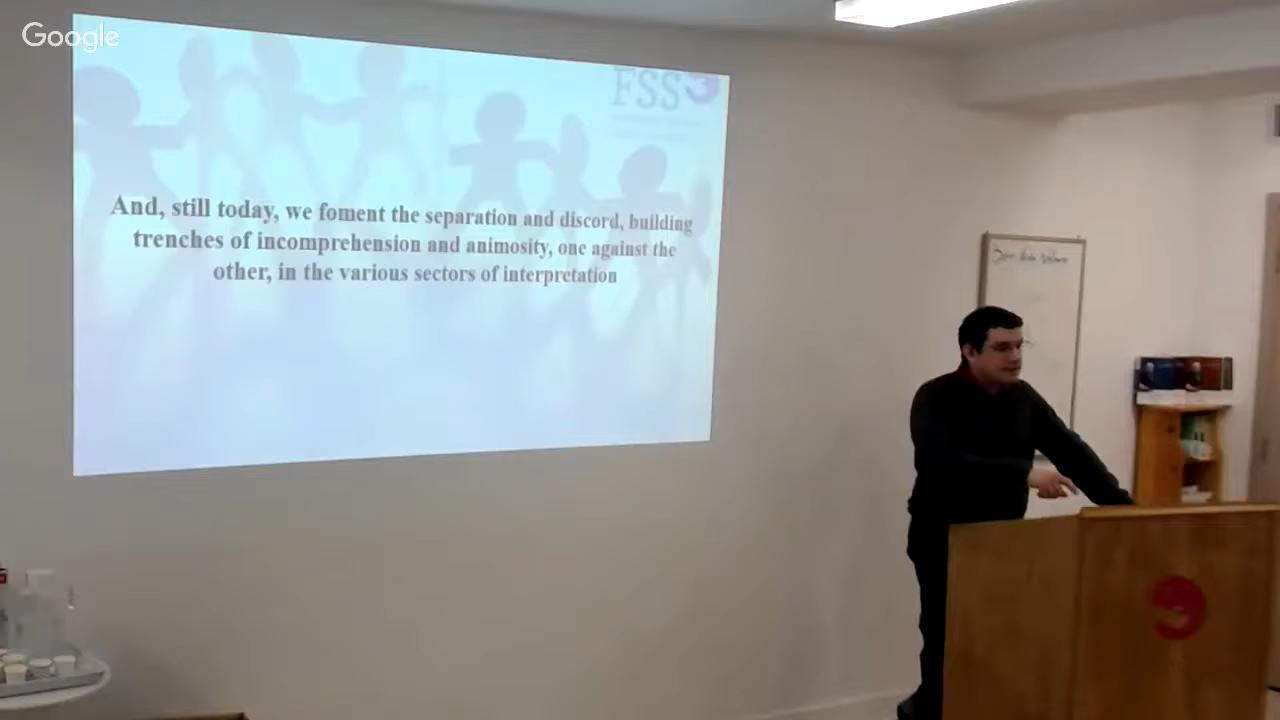 Google
FSS
And, still today, we foment the separation and discord, building
trenches of incomprehension and animosity, one against the
other, in the various sectors of interpretation